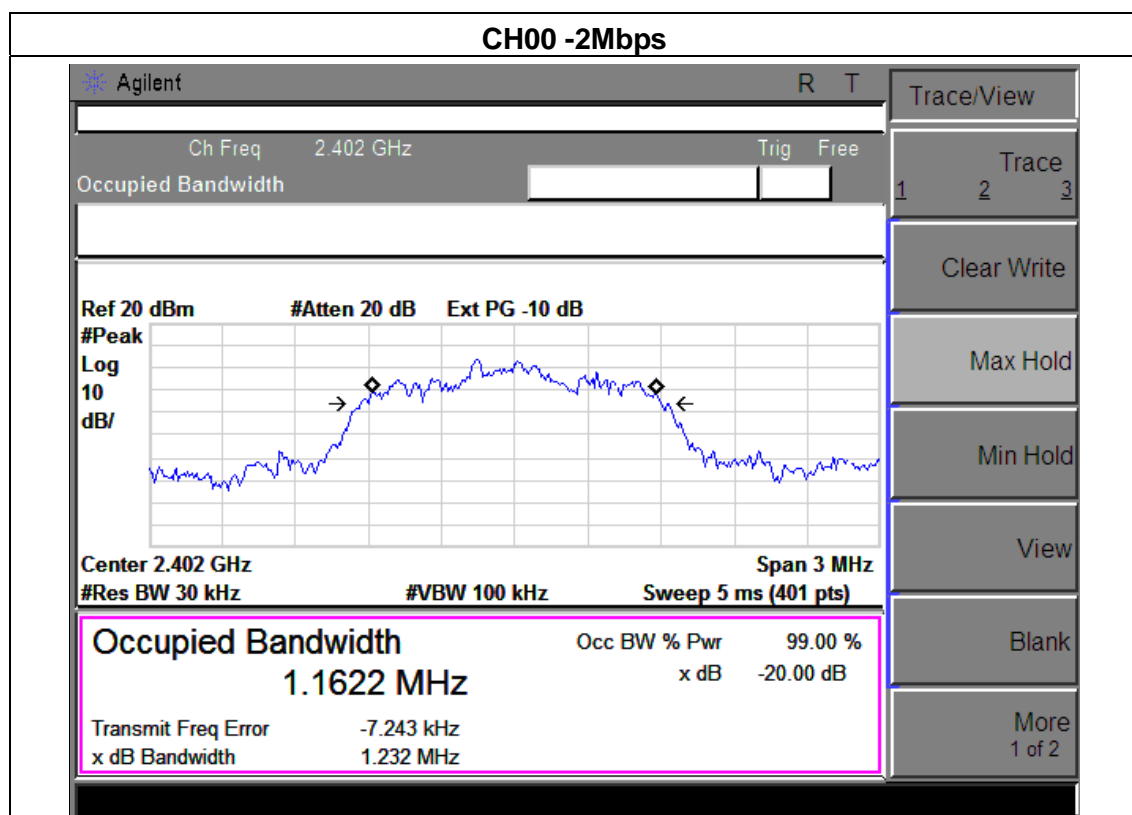 CH00 -2Mbps
Agilent R T
Ch Freq 2.402 GHz Trig Free
Occupied Bandwidth
Ref 20 dBm #Atten 20 dB Ext PG -10 dB
#Peak
Log
10
dB/
Center 2.402 GHz Span 3 MHz
#Res BW 30 kHz #VBW 100 kHz Sweep 5 ms (401 pts)
Occupied Bandwidth
1.1622 MHz
Occ BW % Pwr 99.00 %
x dB -20.00 dB
Transmit Freq Error -7.243 kHz
x dB Bandwidth 1.232 MHz
Trace/View
Trace
1 2 3
Clear Write
Max Hold
Min Hold
View
Blank
More
1 of 2